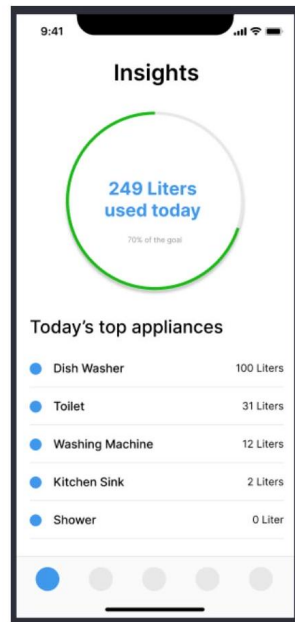 9:41
Insights
249 Liters
used today
70% of the goal
Today's top appliances
Dish Washer 100 Liters
Toilet 31 Liters
Washing Machine 12 Liters
Kitchen Sink 2 Liters
Shower 0 Liter